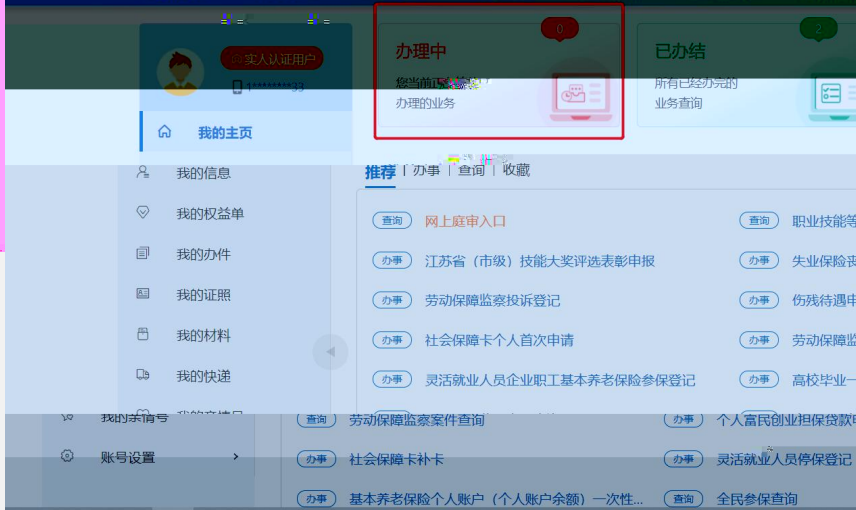 实人认证用户
1********33
我的主页
我的信息
我的权益单
我的办件
我的证照
我的材料
我的快递
我的亲情号
账号设置
0
办理中
您当前正
办理的业务
2
已办结
所有已经办完的
业务查询
推荐 办事 查询 收藏
查询 网上庭审入口
查询 职业技能等
办事 江苏省（市级）技能大奖评选表彰申报
办事 失业保险丧
办事 劳动保障监察投诉登记
办事 伤残待遇申
办事 社会保障卡个人首次申请
办事 劳动保障监
办事 灵活就业人员企业职工基本养老保险参保登记
办事 高校毕业一
查询 劳动保障监察案件查询
办事 个人富民创业担保贷款申
办事 社会保障卡补卡
办事 灵活就业人员停保登记
办事 基本养老保险个人账户（个人账户余额）一次性...
查询 全民参保查询